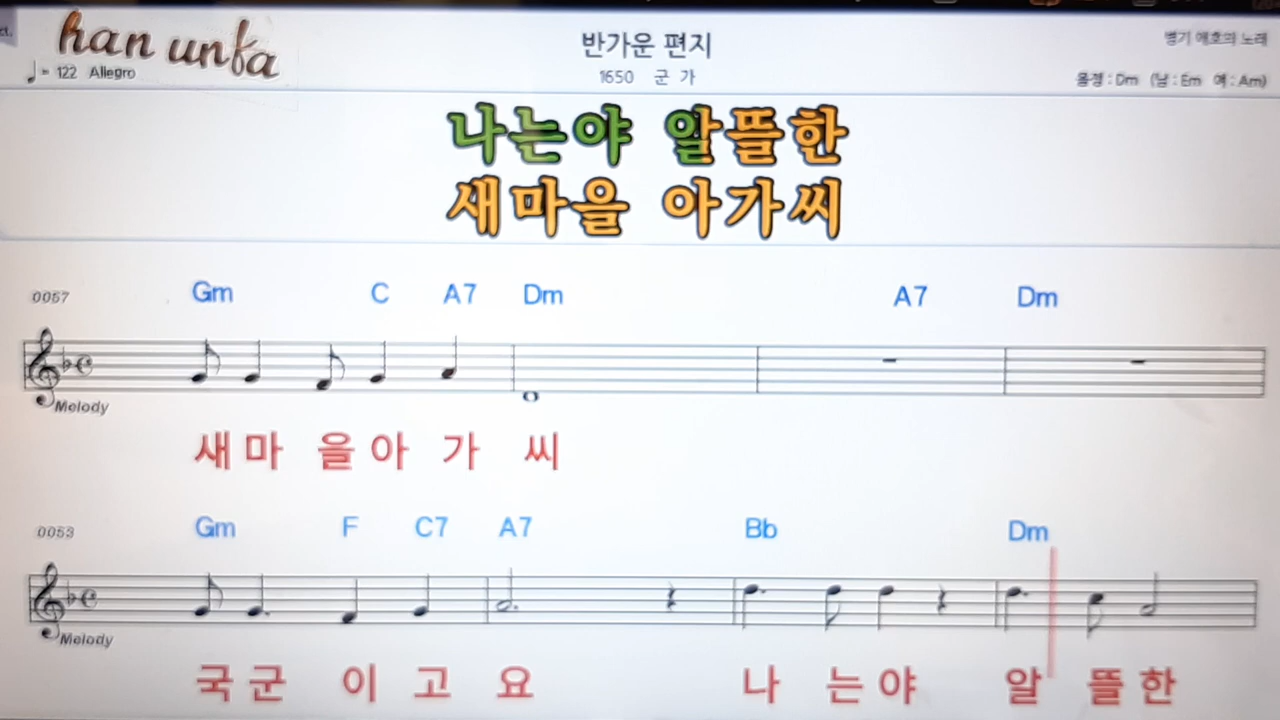 han unfa
♩= 122 Allegro
반가운 편지
1650 군 가
병기 애호의 노래
음정 : Dm (남 : Em 여 : Am)
나는야 알뜰한
새마을 아가씨
0057 Gm C A7 Dm A7 Dm
Melody
새 마 을 아 가 씨
0053 Gm F C7 A7 Bb Dm
Melody
국 군 이 고 요 나 는 야 알 뜰 한